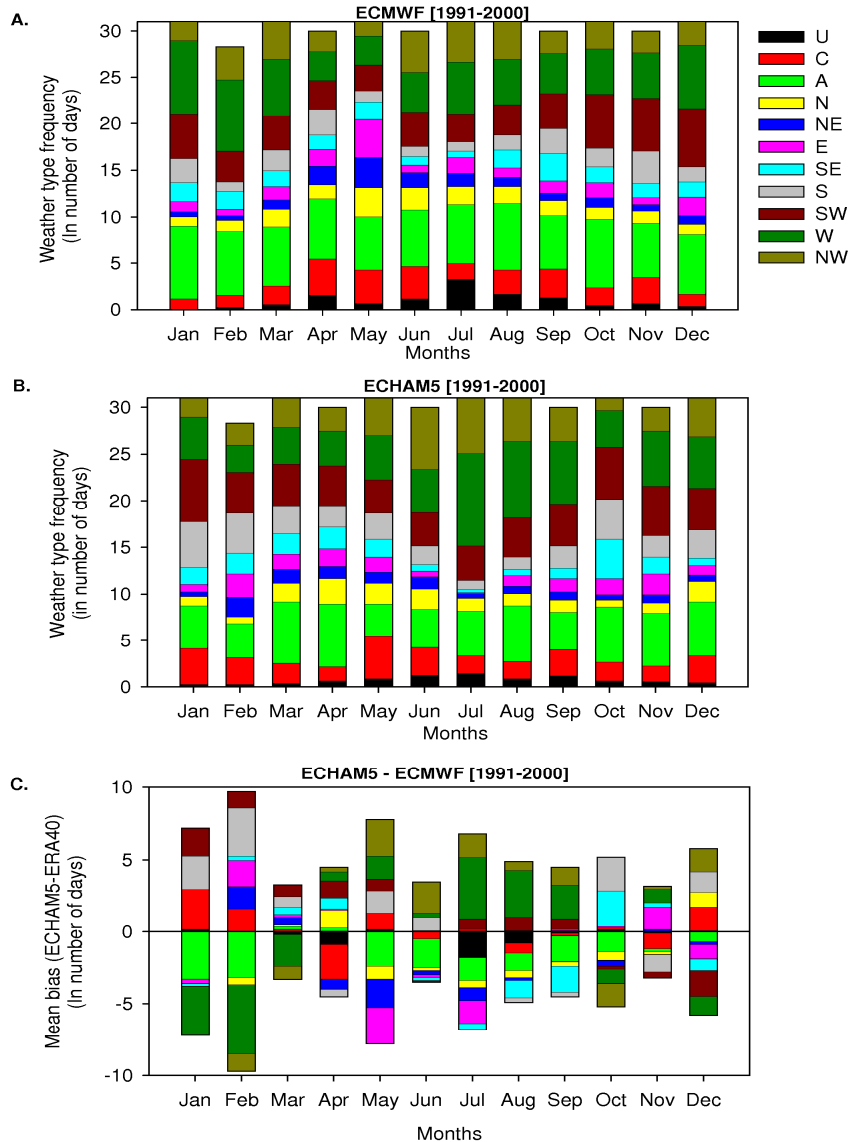 A.
ECMWF [1991-2000]
Weather type frequency
(In number of days)
30
25
20
15
10
5
0
Jan Feb Mar Apr May Jun Jul Aug Sep Oct Nov Dec
Months
U
C
A
N
NE
E
SE
S
SW
W
NW
B.
ECHAM5 [1991-2000]
Weather type frequency
(in number of days)
30
25
20
15
10
5
0
Jan Feb Mar Apr May Jun Jul Aug Sep Oct Nov Dec
Months
C.
ECHAM5 - ECMWF [1991-2000]
Mean bias (ECHAM5-ERA40)
(In number of days)
10
5
0
-5
-10
Jan Feb Mar Apr May Jun Jul Aug Sep Oct Nov Dec
Months